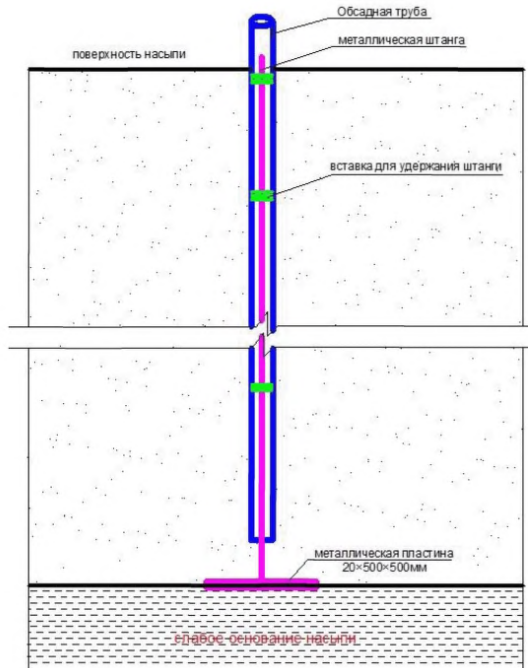 Обсадная труба
металлическая штанга
поверхность насыпи
вставка для удержания штанги
металлическая пластина
20×500×500мм
слабое основание насыпи